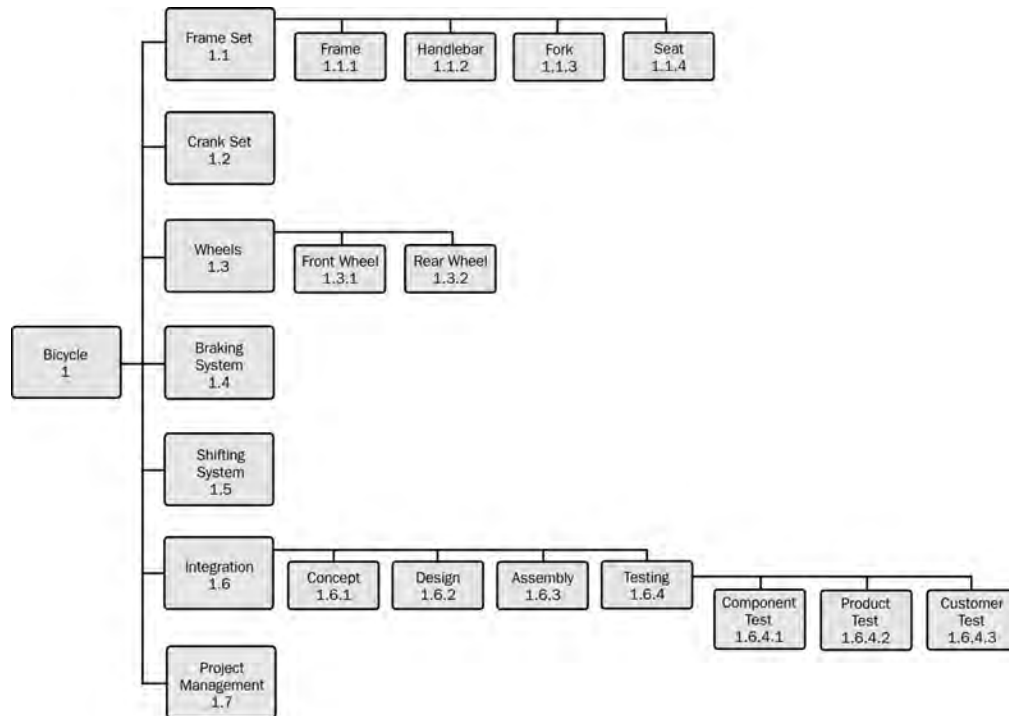 Frame Set
1.1
Frame
1.1.1
Handlebar
1.1.2
Fork
1.1.3
Seat
1.1.4
Crank Set
1.2
Wheels
1.3
Front Wheel
1.3.1
Rear Wheel
1.3.2
Bicycle
1
Braking
System
1.4
Shifting
System
1.5
Integration
1.6
Concept
1.6.1
Design
1.6.2
Assembly
1.6.3
Testing
1.6.4
Component
Test
1.6.4.1
Product
Test
1.6.4.2
Customer
Test
1.6.4.3
Project
Management
1.7